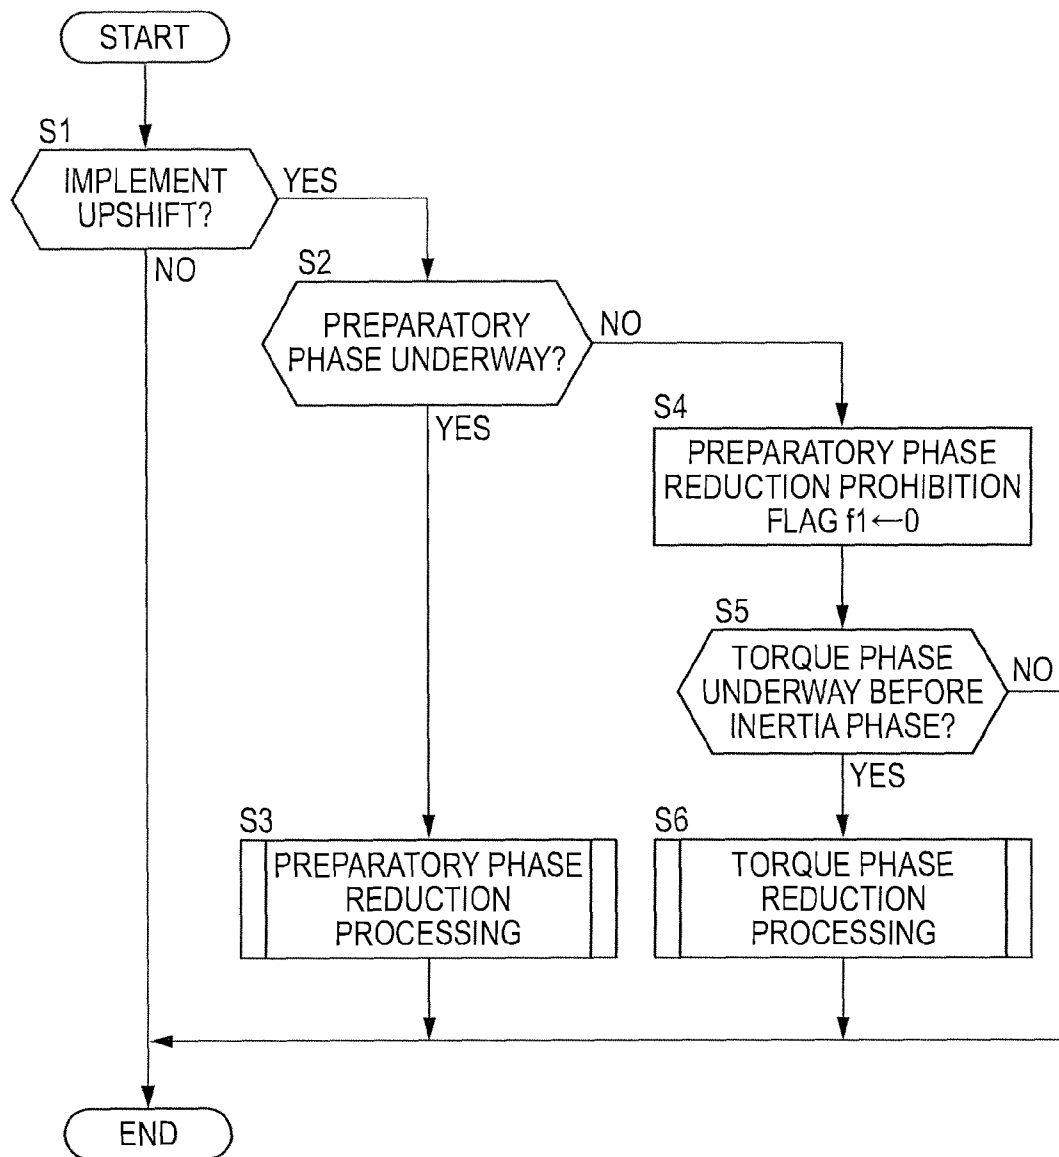 START
S1
IMPLEMENT
UPSHIFT?
YES
NO
S2
PREPARATORY
PHASE UNDERWAY?
NO
YES
S4
PREPARATORY PHASE
REDUCTION PROHIBITION
FLAG f1←0
S5
TORQUE PHASE
UNDERWAY BEFORE
INERTIA PHASE?
NO
YES
S3
PREPARATORY PHASE
REDUCTION
PROCESSING
S6
TORQUE PHASE
REDUCTION
PROCESSING
END